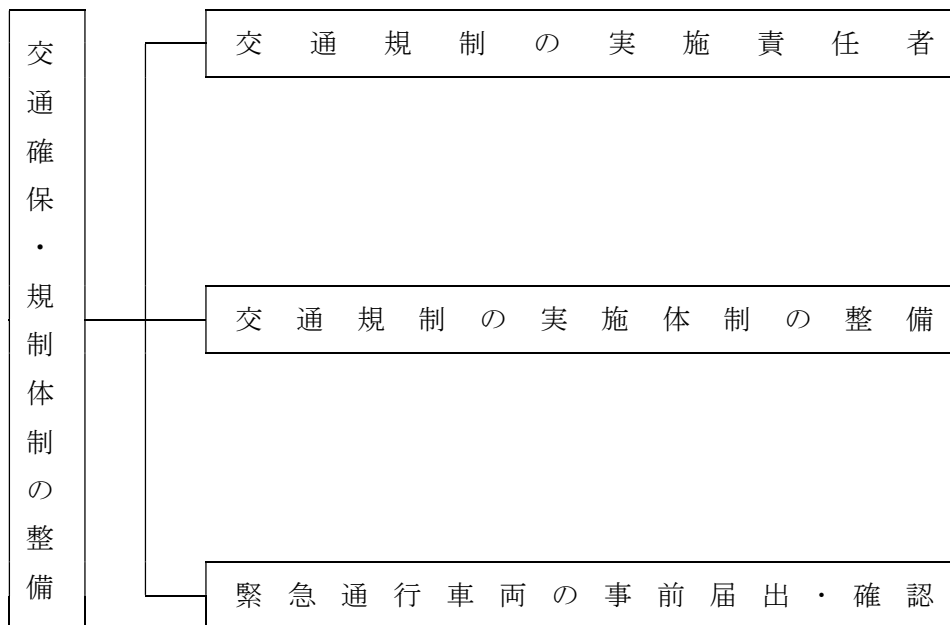 交通確保・規制体制の整備
交通規制の実施責任者
交通規制の実施体制の整備
緊急通行車両の事前届出・確認